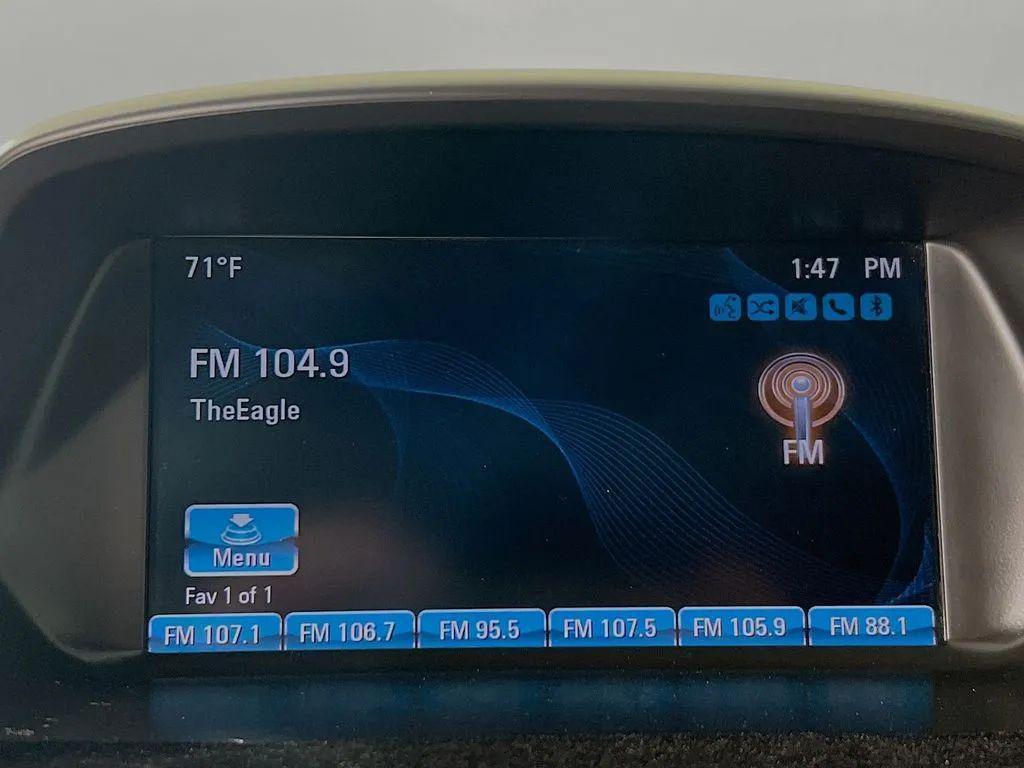 71°F
1:47 PM
FM 104.9
TheEagle
FM
Menu
Fav 1 of 1
FM 107.1
FM 106.7
FM 95.5
FM 107.5
FM 105.9
FM 88.1